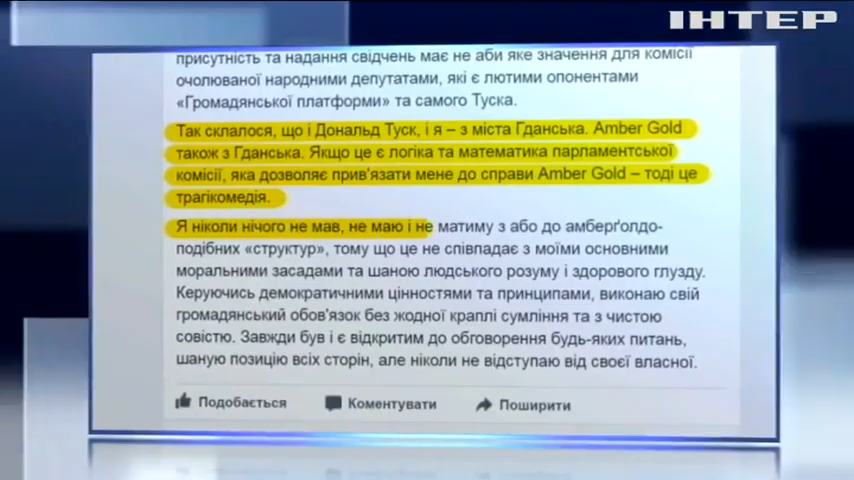 ІНТЕР
присутність та надання свідчень має не аби яке значення для комісії
очолюваної народними депутатами, які є лютими опонентами
«Громадянської платформи» та самого Туска.
Так склалося, що і Дональд Туск, і я – з міста Гданська. Amber Gold
також з Гданська. Якщо це є логіка та математика парламентської
комісії, яка дозволяє прив'язати мене до справи Amber Gold – тоді це
трагікомедія.
Я ніколи нічого не мав, не маю і не матиму з або до амберґолдо-
подібних «структур», тому що це не співпадає з моїми основними
моральними засадами та шаною людського розуму і здорового глузду.
Керуючись демократичними цінностями та принципами, виконаю свій
громадянський обов'язок без жодної краплі сумління та з чистою
совістю. Завжди був і є відкритим до обговорення будь-яких питань,
шаную позицію всіх сторін, але ніколи не відступаю від своєї власної.
Подобається Коментувати Поширити